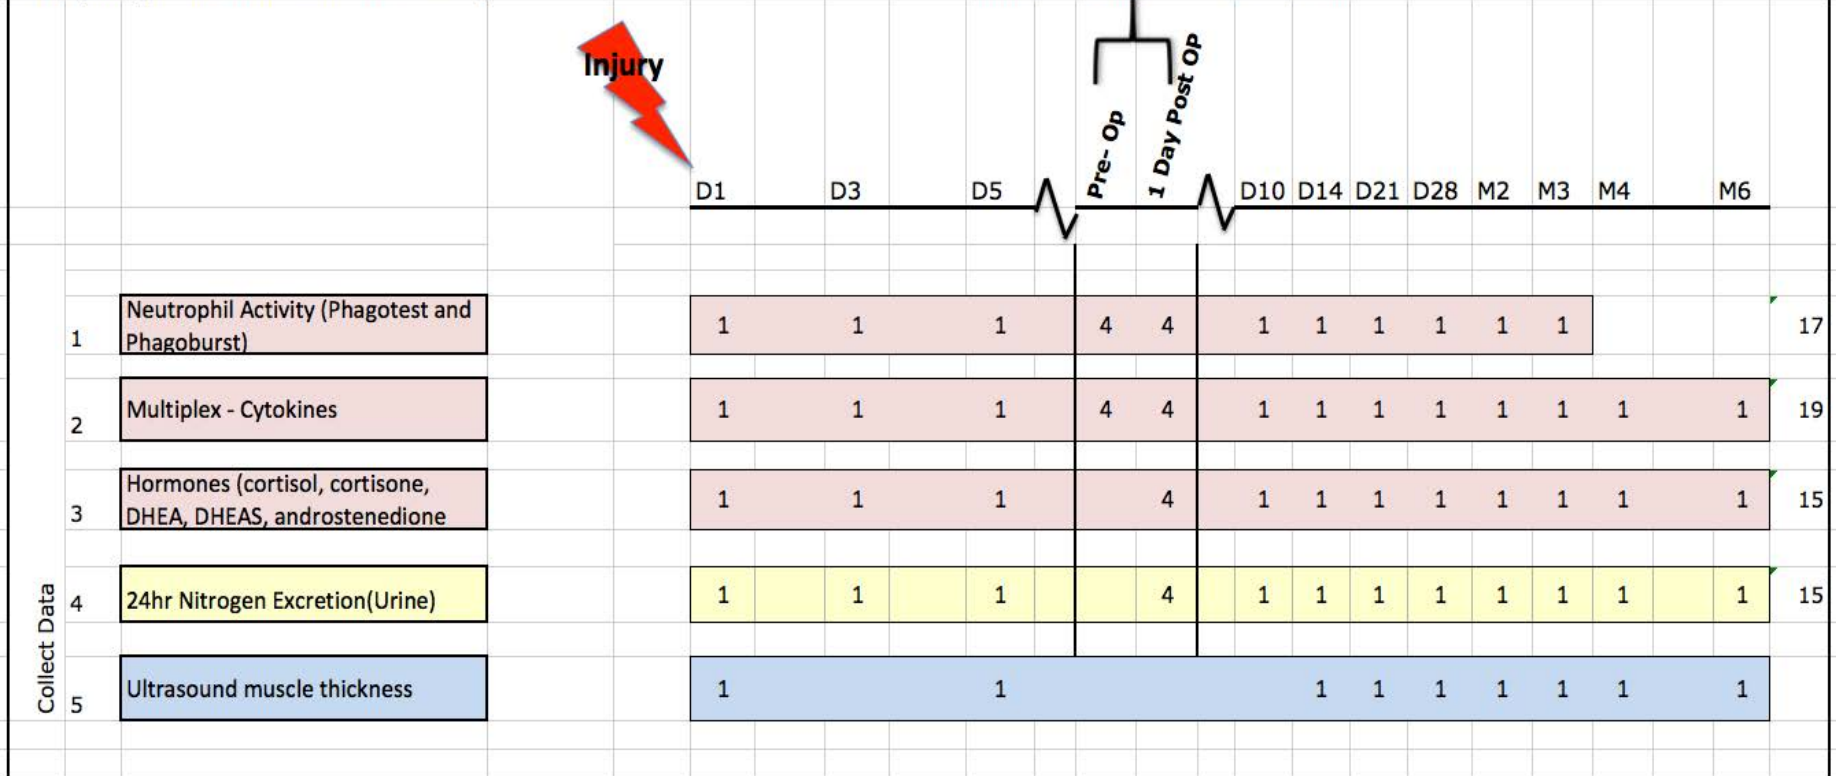 Injury
Pre- Op
1 Day Post OP
D1 D3 D5 D10 D14 D21 D28 M2 M3 M4 M6
1 Neutrophil Activity (Phagotest and
Phagoburst) 1 1 1 4 4 1 1 1 1 1 1 17
2 Multiplex - Cytokines 1 1 1 4 4 1 1 1 1 1 1 1 1 19
3 Hormones (cortisol, cortisone,
DHEA, DHEAS, androstenedione 1 1 1 4 1 1 1 1 1 1 1 1 15
Collect Data
4 24hr Nitrogen Excretion(Urine) 1 1 1 4 1 1 1 1 1 1 1 1 15
5 Ultrasound muscle thickness 1 1 1 1 1 1 1 1 1